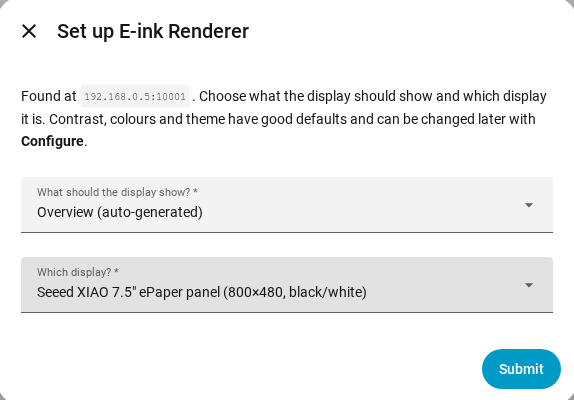 Set up E-ink Renderer
Found at 192.168.0.5:10001 . Choose what the display should show and which display
it is. Contrast, colours and theme have good defaults and can be changed later with
Configure.
What should the display show? *
Overview (auto-generated)
Which display? *
Seeed XIAO 7.5" ePaper panel (800×480, black/white)
Submit